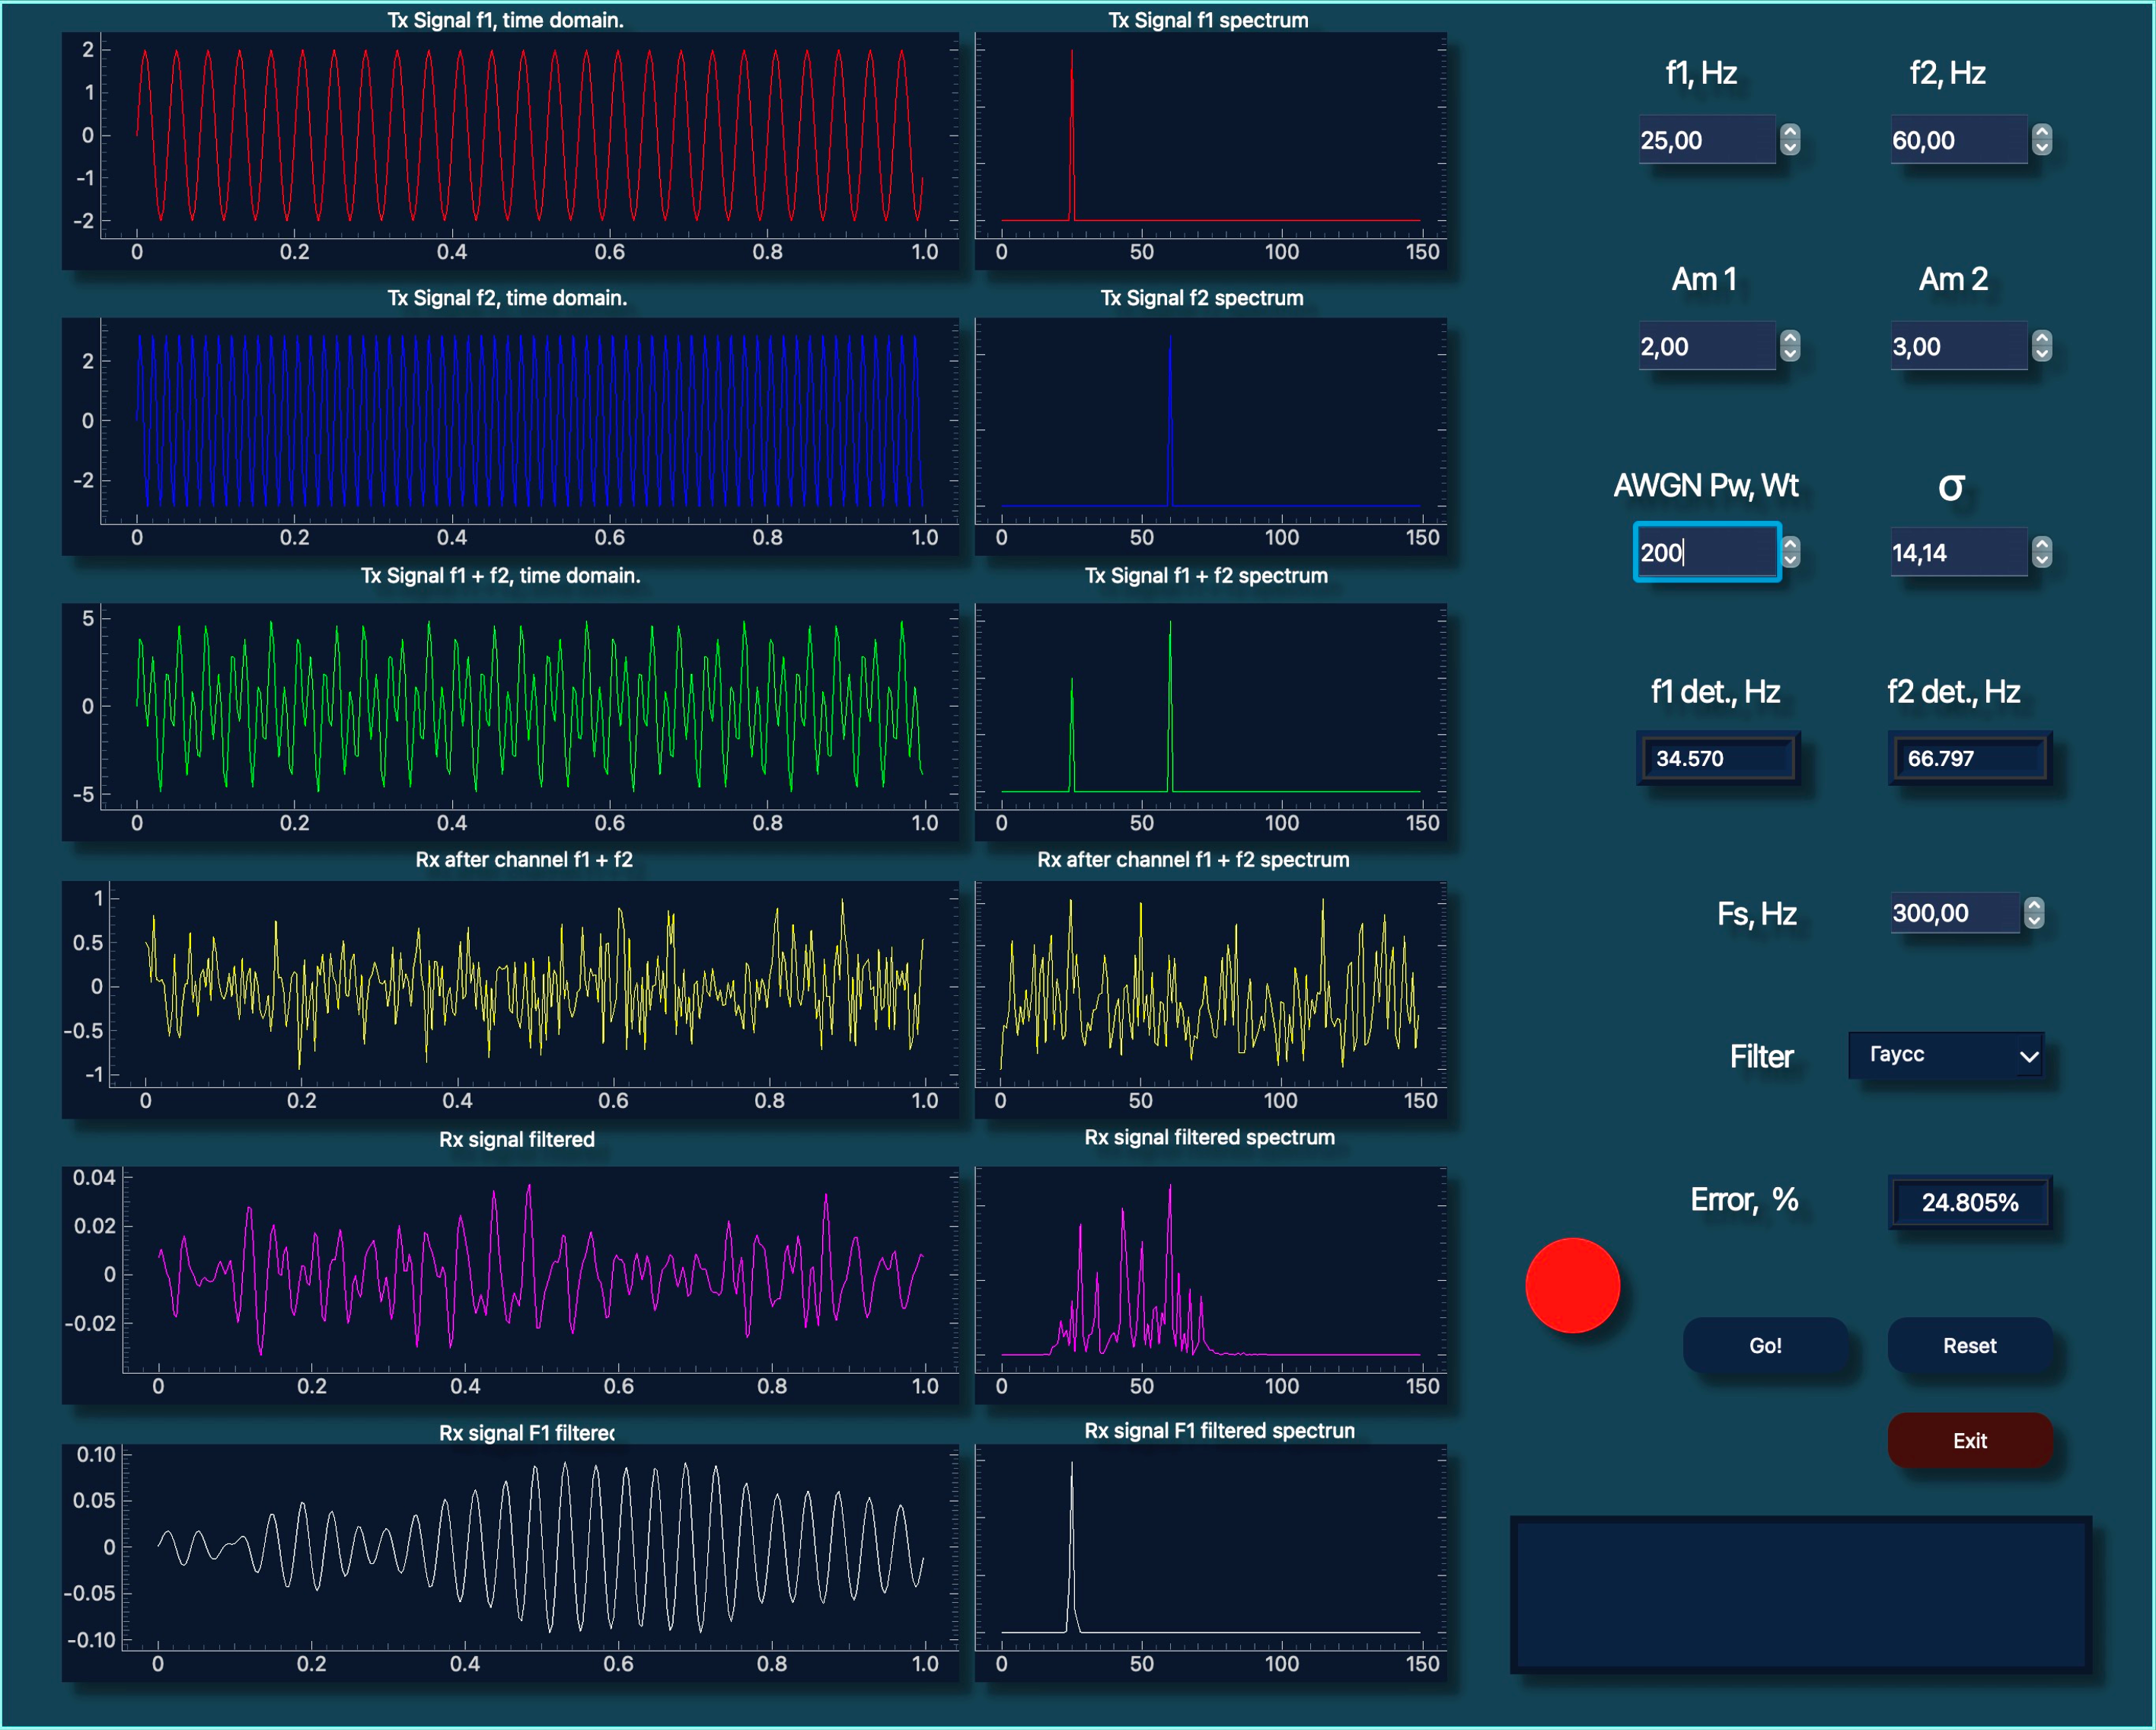 Tx Signal f1, time domain.
2
1
0
-1
-2
0 0.2 0.4 0.6 0.8 1.0
Tx Signal f1 spectrum
0 50 100 150
Tx Signal f2, time domain.
2
0
-2
0 0.2 0.4 0.6 0.8 1.0
Tx Signal f2 spectrum
0 50 100 150
Tx Signal f1 + f2, time domain.
5
0
-5
0 0.2 0.4 0.6 0.8 1.0
Tx Signal f1 + f2 spectrum
0 50 100 150
Rx after channel f1 + f2
1
0.5
0
-0.5
-1
0 0.2 0.4 0.6 0.8 1.0
Rx after channel f1 + f2 spectrum
0 50 100 150
Rx signal filtered
0.04
0.02
0
-0.02
0 0.2 0.4 0.6 0.8 1.0
Rx signal filtered spectrum
0 50 100 150
Rx signal F1 filterec
0.10
0.05
0
-0.05
-0.10
0 0.2 0.4 0.6 0.8 1.0
Rx signal F1 filtered spectrun
0 50 100 150
f1, Hz f2, Hz
25,00 60,00
Am 1 Am 2
2,00 3,00
AWGN Pw, Wt σ
200 14,14
f1 det., Hz f2 det., Hz
34.570 66.797
Fs, Hz 300,00
Filter Гаусс
Error, % 24.805%
Go! Reset
Exit